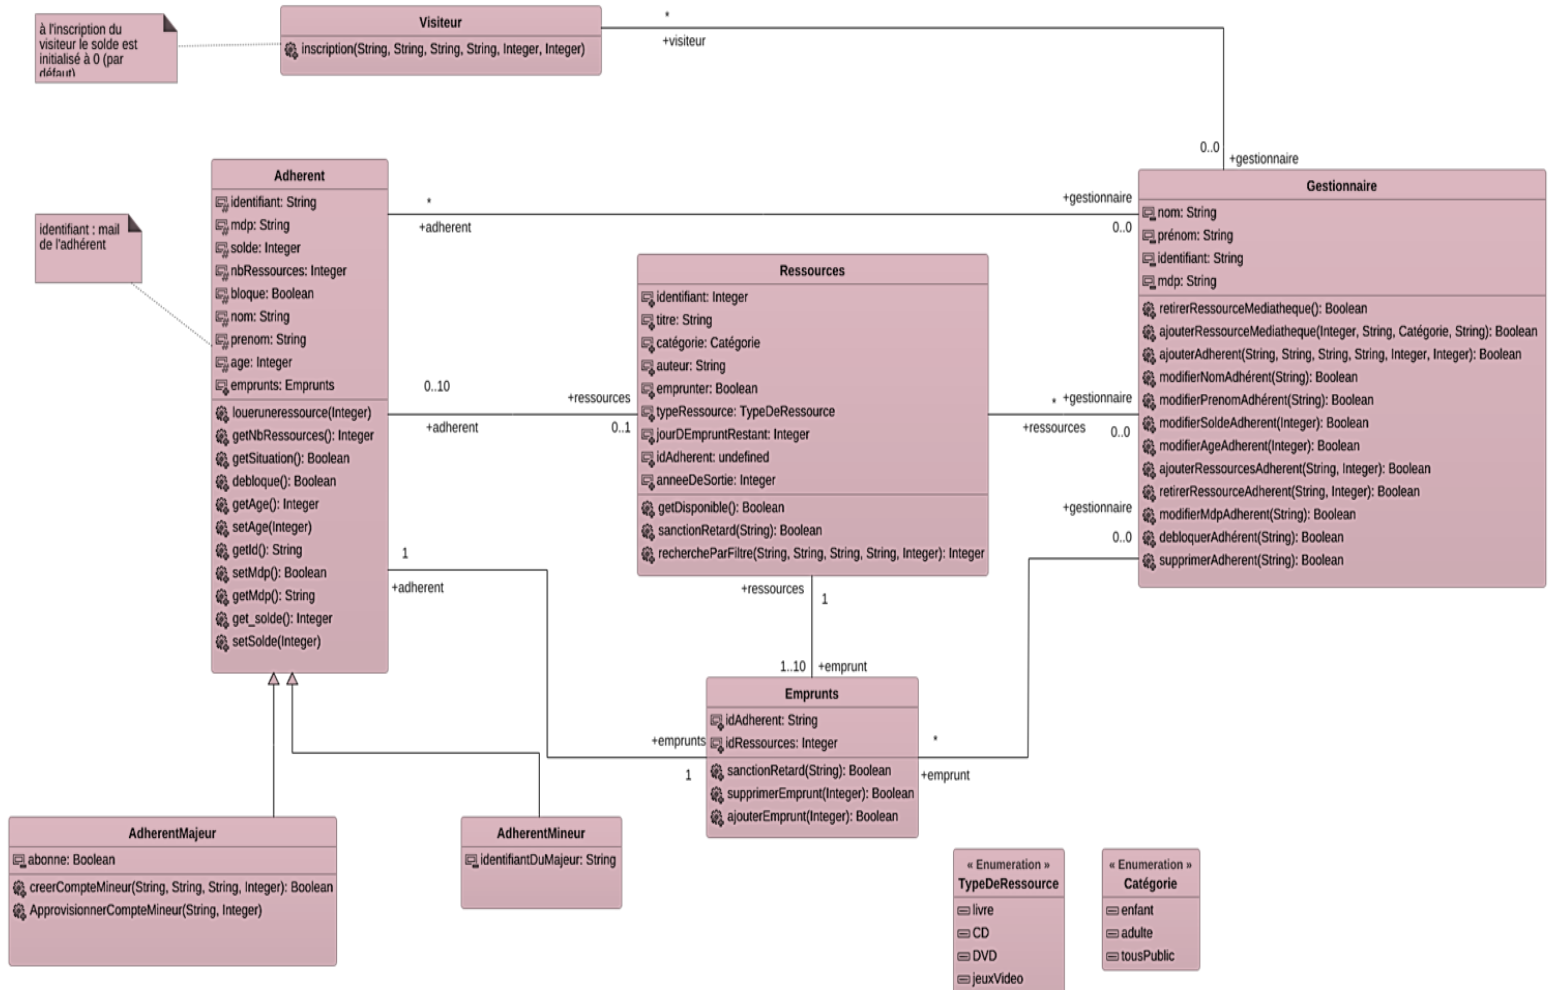 à l'inscription du
visiteur le solde est
initialisé à 0 (par
défaut)
Visiteur
inscription(String, String, String, String, Integer, Integer)
*
+visiteur
0..0
+gestionnaire
identifiant : mail
de l'adhérent
Adherent
identifiant: String
mdp: String
solde: Integer
nbRessources: Integer
bloque: Boolean
nom: String
prenom: String
age: Integer
emprunts: Emprunts
loueruneressource(Integer)
getNbRessources(): Integer
getSituation(): Boolean
debloque(): Boolean
getAge(): Integer
setAge(Integer)
getId(): String
setMdp(): Boolean
getMdp(): String
get_solde(): Integer
setSolde(Integer)
*
+adherent
+gestionnaire
0..0
0..10
+adherent
+ressources
0..1
1
+adherent
Ressources
identifiant: Integer
titre: String
catégorie: Catégorie
auteur: String
emprunter: Boolean
typeRessource: TypeDeRessource
jourDEmpruntRestant: Integer
idAdherent: undefined
anneeDeSortie: Integer
getDisponible(): Boolean
sanctionRetard(String): Boolean
rechercheParFiltre(String, String, String, String, Integer): Integer
* +gestionnaire
+ressources 0..0
+gestionnaire
0..0
Gestionnaire
nom: String
prénom: String
identifiant: String
mdp: String
retirerRessourceMediatheque(): Boolean
ajouterRessourceMediatheque(Integer, String, Catégorie, String): Boolean
ajouterAdherent(String, String, String, String, Integer, Integer): Boolean
modifierNomAdhérent(String): Boolean
modifierPrenomAdhérent(String): Boolean
modifierSoldeAdherent(Integer): Boolean
modifierAgeAdherent(Integer): Boolean
ajouterRessourcesAdherent(String, Integer): Boolean
retirerRessourceAdherent(String, Integer): Boolean
modifierMdpAdherent(String): Boolean
debloquerAdhérent(String): Boolean
supprimerAdherent(String): Boolean
+ressources
1
1..10 +emprunt
Emprunts
idAdherent: String
idRessources: Integer
sanctionRetard(String): Boolean
supprimerEmprunt(Integer): Boolean
ajouterEmprunt(Integer): Boolean
+emprunts
1
*
+emprunt
AdherentMajeur
abonne: Boolean
creerCompteMineur(String, String, String, Integer): Boolean
ApprovisionnerCompteMineur(String, Integer)
AdherentMineur
identifiantDuMajeur: String
« Enumeration »
TypeDeRessource
livre
CD
DVD
jeuxVideo
« Enumeration »
Catégorie
enfant
adulte
tousPublic